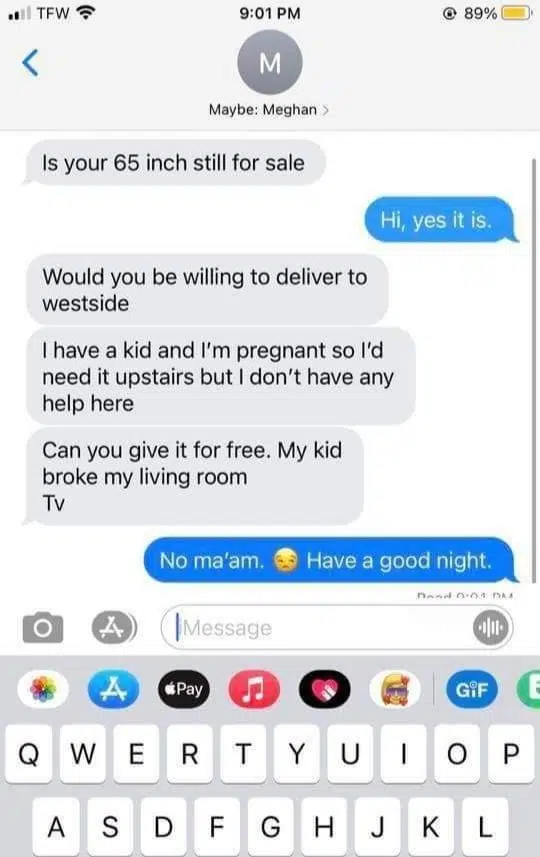 TFW
9:01 PM
89%
M
Maybe: Meghan >
Is your 65 inch still for sale
Hi, yes it is.
Would you be willing to deliver to
westside
I have a kid and I'm pregnant so I'd
need it upstairs but I don't have any
help here
Can you give it for free. My kid
broke my living room
Tv
No ma'am. 😒 Have a good night.
Read 9:01 PM
Message
Pay
GIF
Q W E R T Y U I O P
A S D F G H J K L